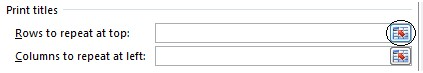 Print titles
Rows to repeat at top:
Columns to repeat at left: